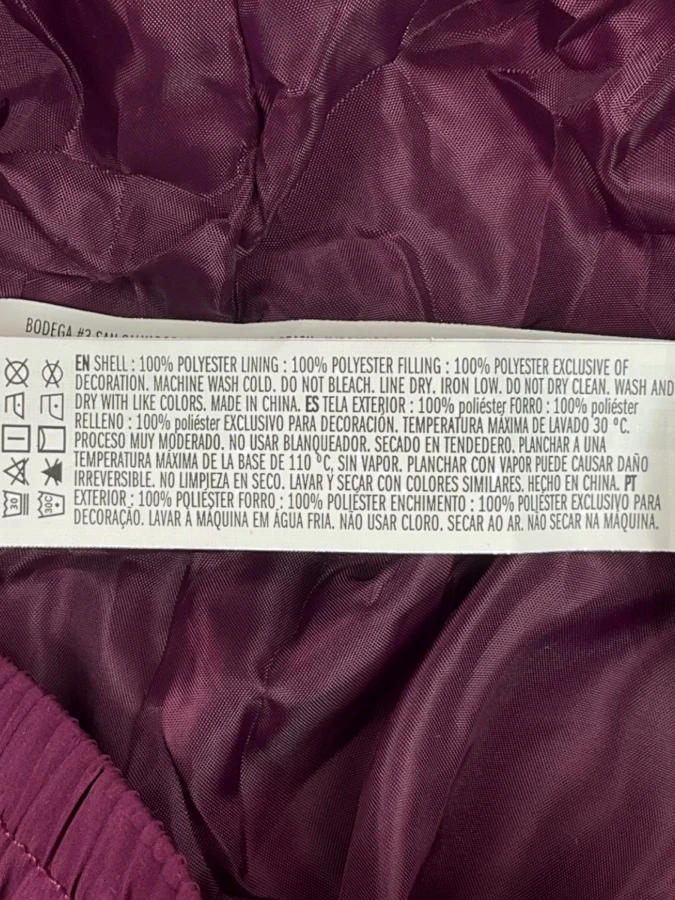 BODEGA #3 SAN
EN SHELL : 100% POLYESTER LINING : 100% POLYESTER FILLING : 100% POLYESTER EXCLUSIVE OF
DECORATION. MACHINE WASH COLD. DO NOT BLEACH. LINE DRY. IRON LOW. DO NOT DRY CLEAN. WASH AND
DRY WITH LIKE COLORS. MADE IN CHINA. ES TELA EXTERIOR : 100% poliéster FORRO : 100% poliéster
RELLENO : 100% poliéster EXCLUSIVO PARA DECORACIÓN. TEMPERATURA MÁXIMA DE LAVADO 30 °C.
PROCESO MUY MODERADO. NO USAR BLANQUEADOR. SECADO EN TENDEDERO. PLANCHAR A UNA
TEMPERATURA MÁXIMA DE LA BASE DE 110 °C, SIN VAPOR. PLANCHAR CON VAPOR PUEDE CAUSAR DAÑO
IRREVERSIBLE. NO LIMPIEZA EN SECO. LAVAR Y SECAR CON COLORES SIMILARES. HECHO EN CHINA. PT
EXTERIOR : 100% POLIÉSTER FORRO : 100% POLIÉSTER ENCHIMENTO : 100% POLIÉSTER EXCLUSIVO PARA
DECORAÇÃO. LAVAR À MÁQUINA EM ÁGUA FRIA. NÃO USAR CLORO. SECAR AO AR. NÃO SECAR NA MÁQUINA.